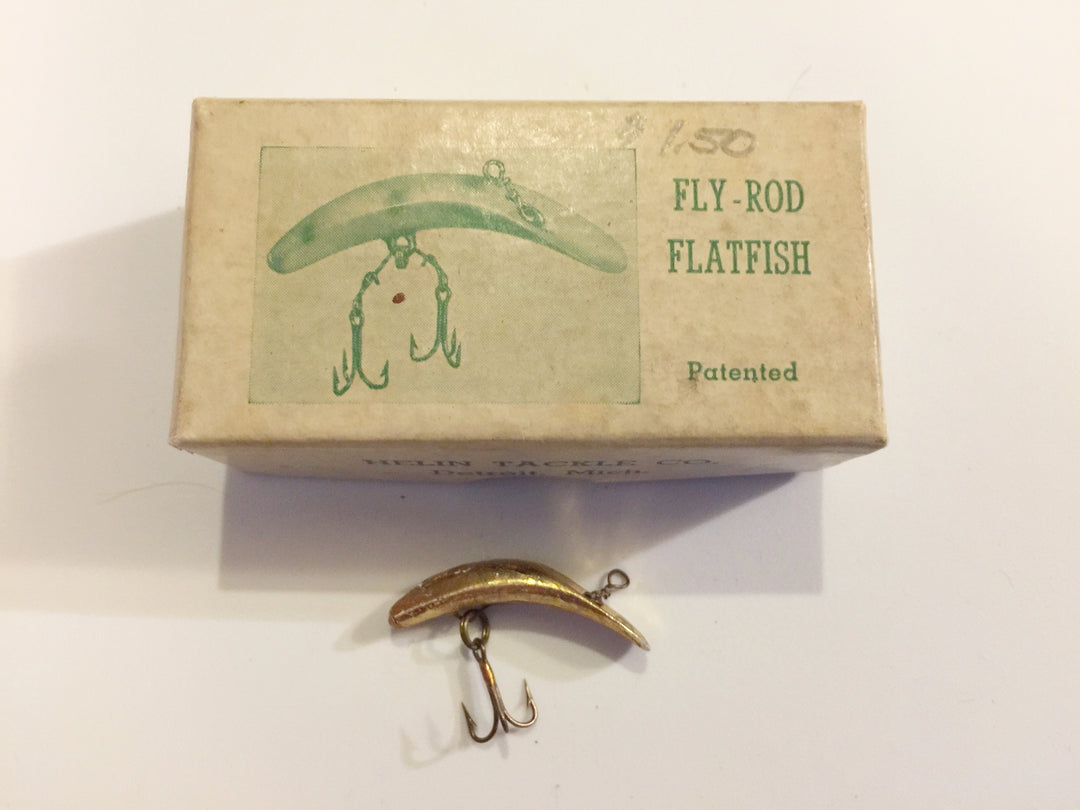 $ 1.50
FLY-ROD
FLATFISH
Patented
HELIN TACKLE CO.
Detroit, Mich.